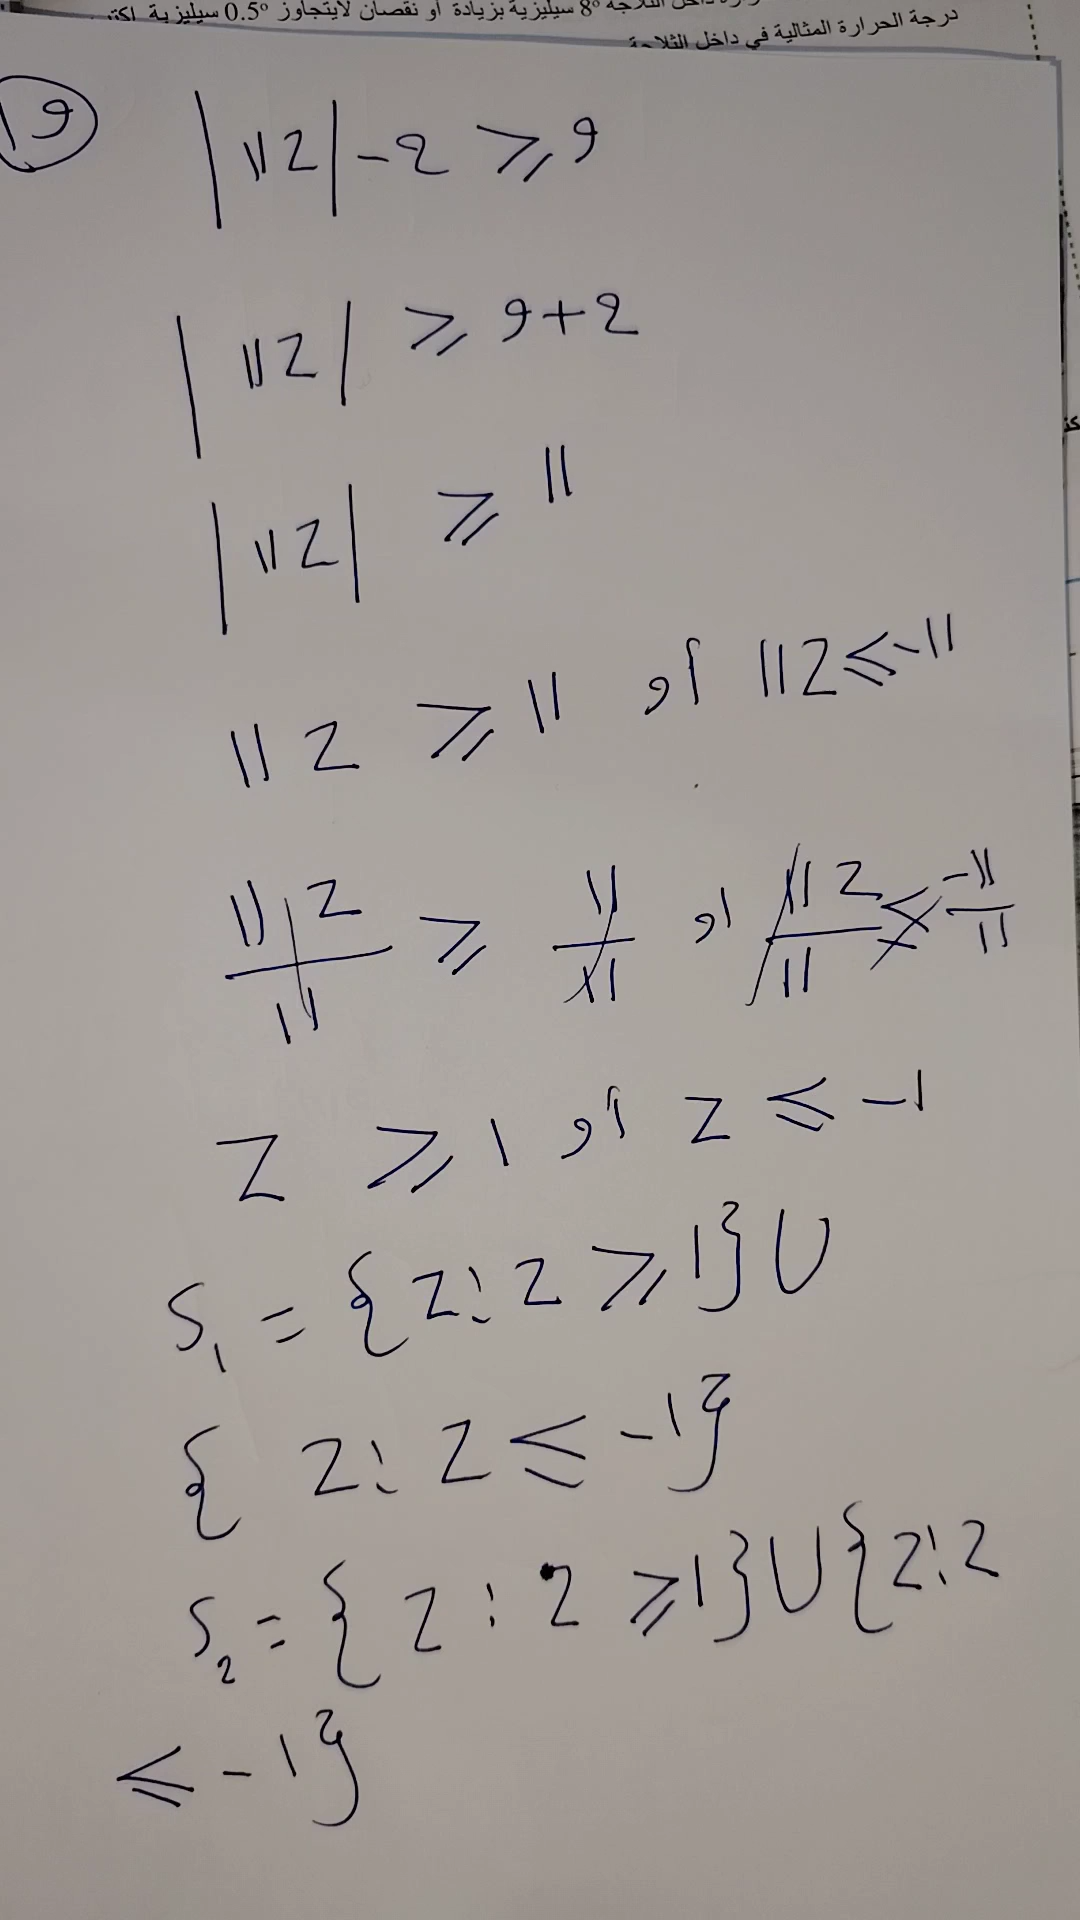 درجة الحرارة المثالية في داخل الثلاجة 8° سيليزية بزيادة أو نقصان لايتجاوز 0.5° سيليزية
19
|11z| - 2 ≥ 9
|11z| ≥ 9+2
|11z| ≥ 11
11z ≥ 11 أو 11z ≤ -11
11z/11 ≥ 11/11 او 11z/11 ≤ -11/11
z ≥ 1 أو z ≤ -1
S₁ = {z: z ≥ 1} U
{z: z ≤ -1}
S₂ = {z: z ≥ 1} U {z: z
≤ -1}